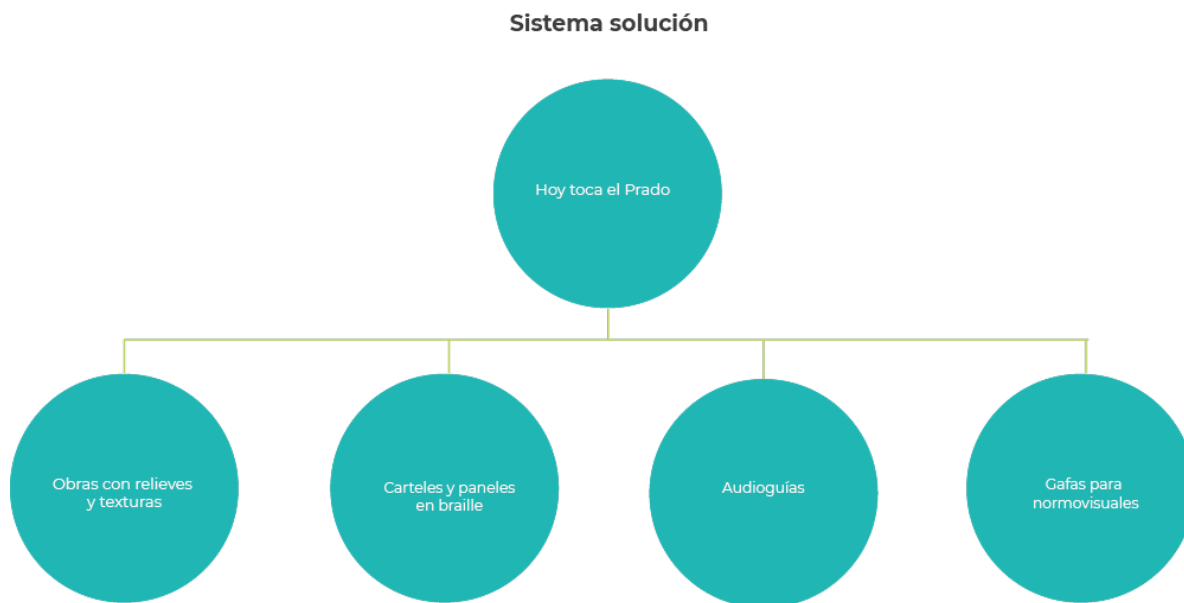 Sistema solución
Hoy toca el Prado
Obras con relieves
y texturas
Carteles y paneles
en braille
Audioguías
Gafas para
normovisuales